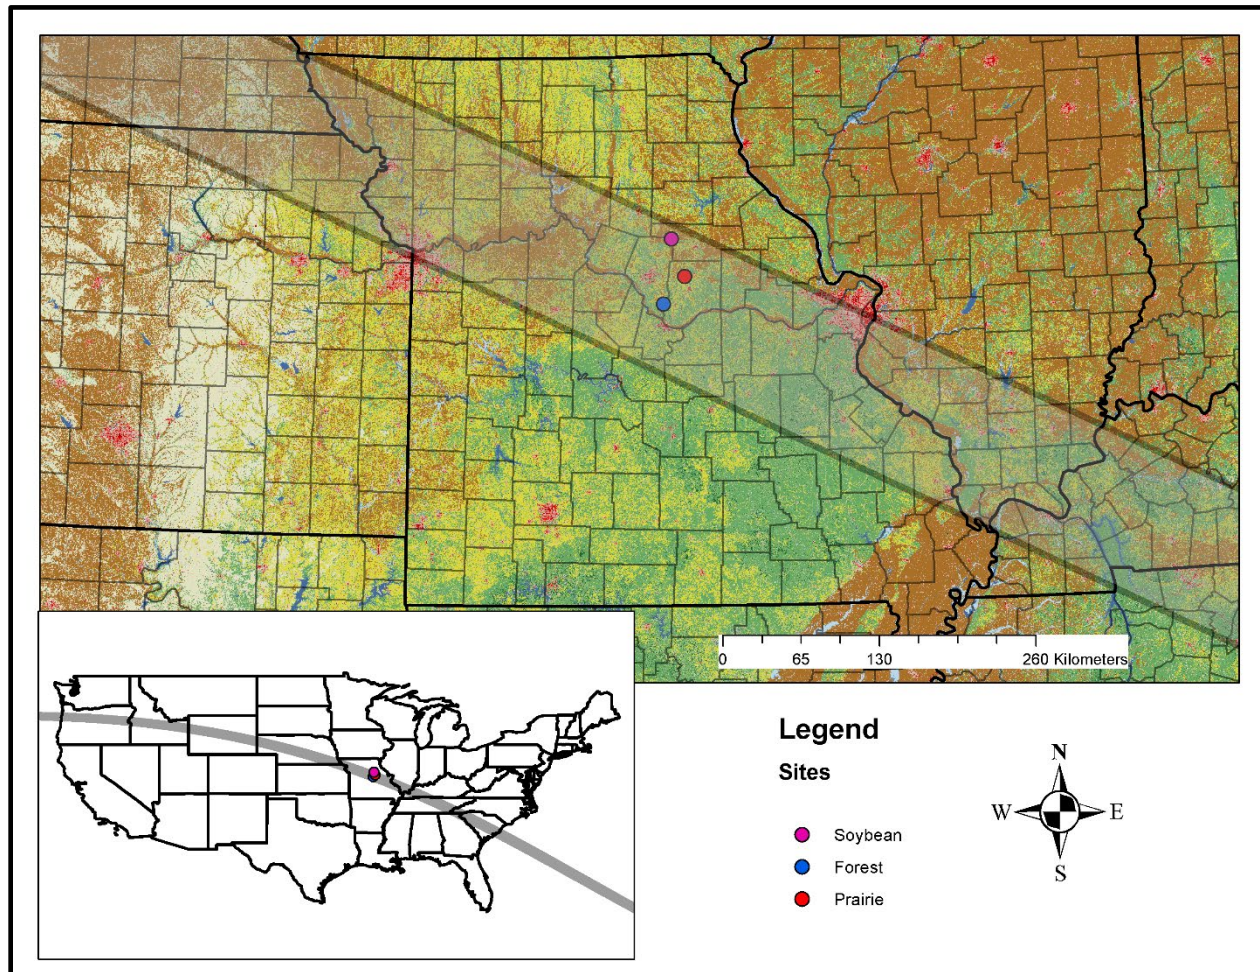 0 65 130 260 Kilometers
Legend
Sites
N
W E
S
Soybean
Forest
Prairie